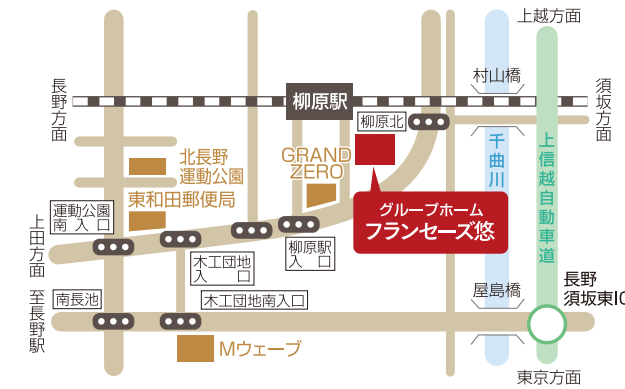 上越方面
村山橋
長野方面
柳原駅
須坂方面
柳原北
千曲川
上信越自動車道
北長野
運動公園
GRAND
ZERO
東和田郵便局
グループホーム
フランセーズ悠
運動公園
南入口
上田方面
柳原駅
入口
木工団地
入口
長野
須坂東IC
屋島橋
至長野駅
南長池
木工団地南入口
Mウェーブ
東京方面